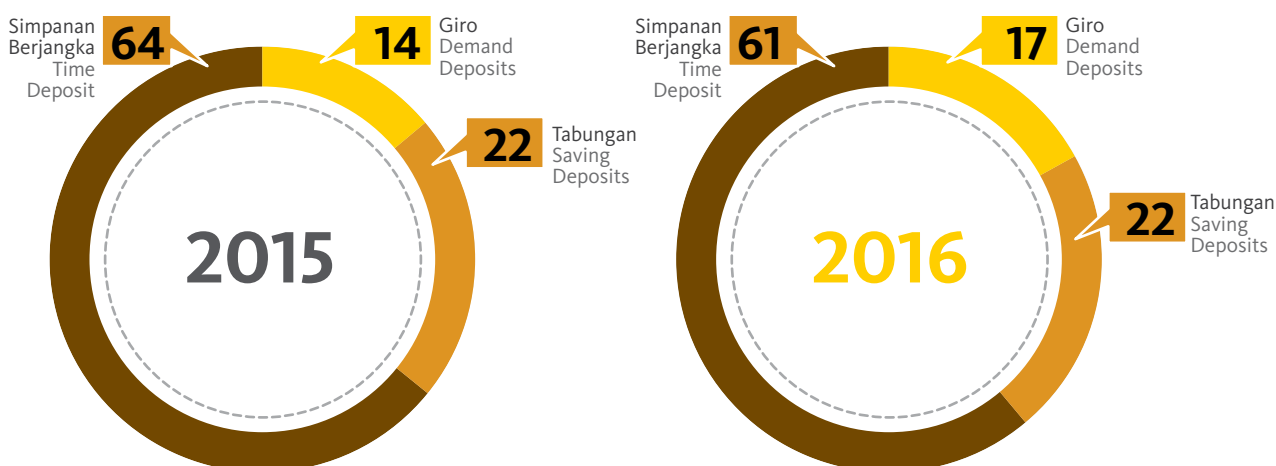 Simpanan
Berjangka
Time
Deposit
64
14
Giro
Demand
Deposits
22
Tabungan
Saving
Deposits
2015
Simpanan
Berjangka
Time
Deposit
61
17
Giro
Demand
Deposits
22
Tabungan
Saving
Deposits
2016